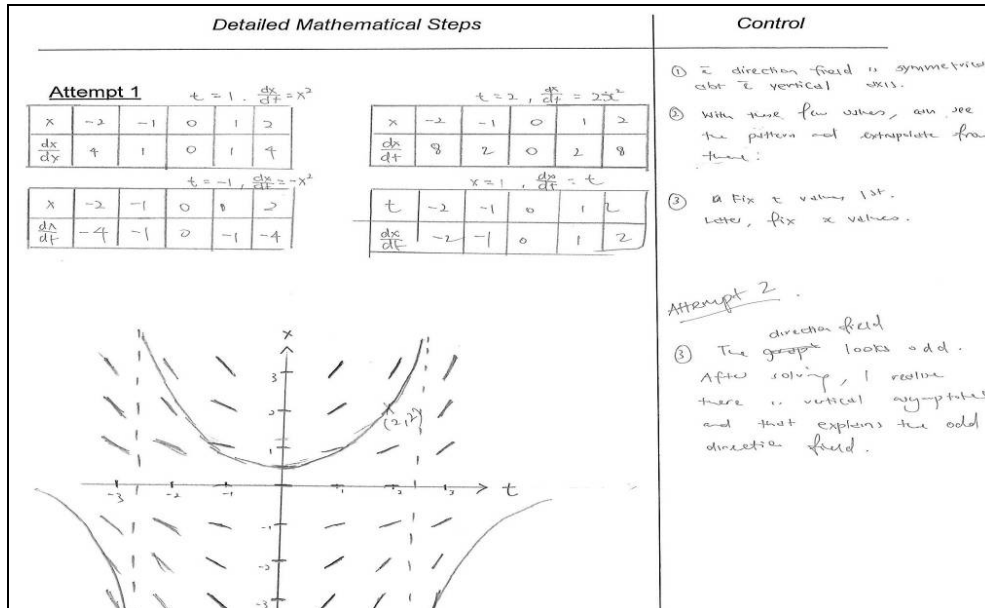 Detailed Mathematical Steps
Control
Attempt 1
t = 1 . dx/dt = x²
x -2 -1 0 1 2
dx/dy 4 1 0 1 4
t = 2 , dx/dt = 2x²
x -2 -1 0 1 2
dx/dt 8 2 0 2 8
t = -1 , dx/dt = -x²
x -2 -1 0 2
dx/dt -4 -1 0 -1 -4
x = 1 , dx/dt = t
t -2 -1 0 1 2
dx/dt -2 -1 0 1 2
x
3
2
1
(2,2)
-3 -2 -1 1 2 3 t
-1
-2
-3
① c̄ direction field is symmetrical
abt c̄ vertical axis.
② With these few values, can see
the pattern and extrapolate from
there.
③ Fix t values 1st.
Later, fix x values.
Attempt 2
direction field
③ The looks odd.
After solving, I realise
there is vertical asymptotes
and that explains the odd
direction field.